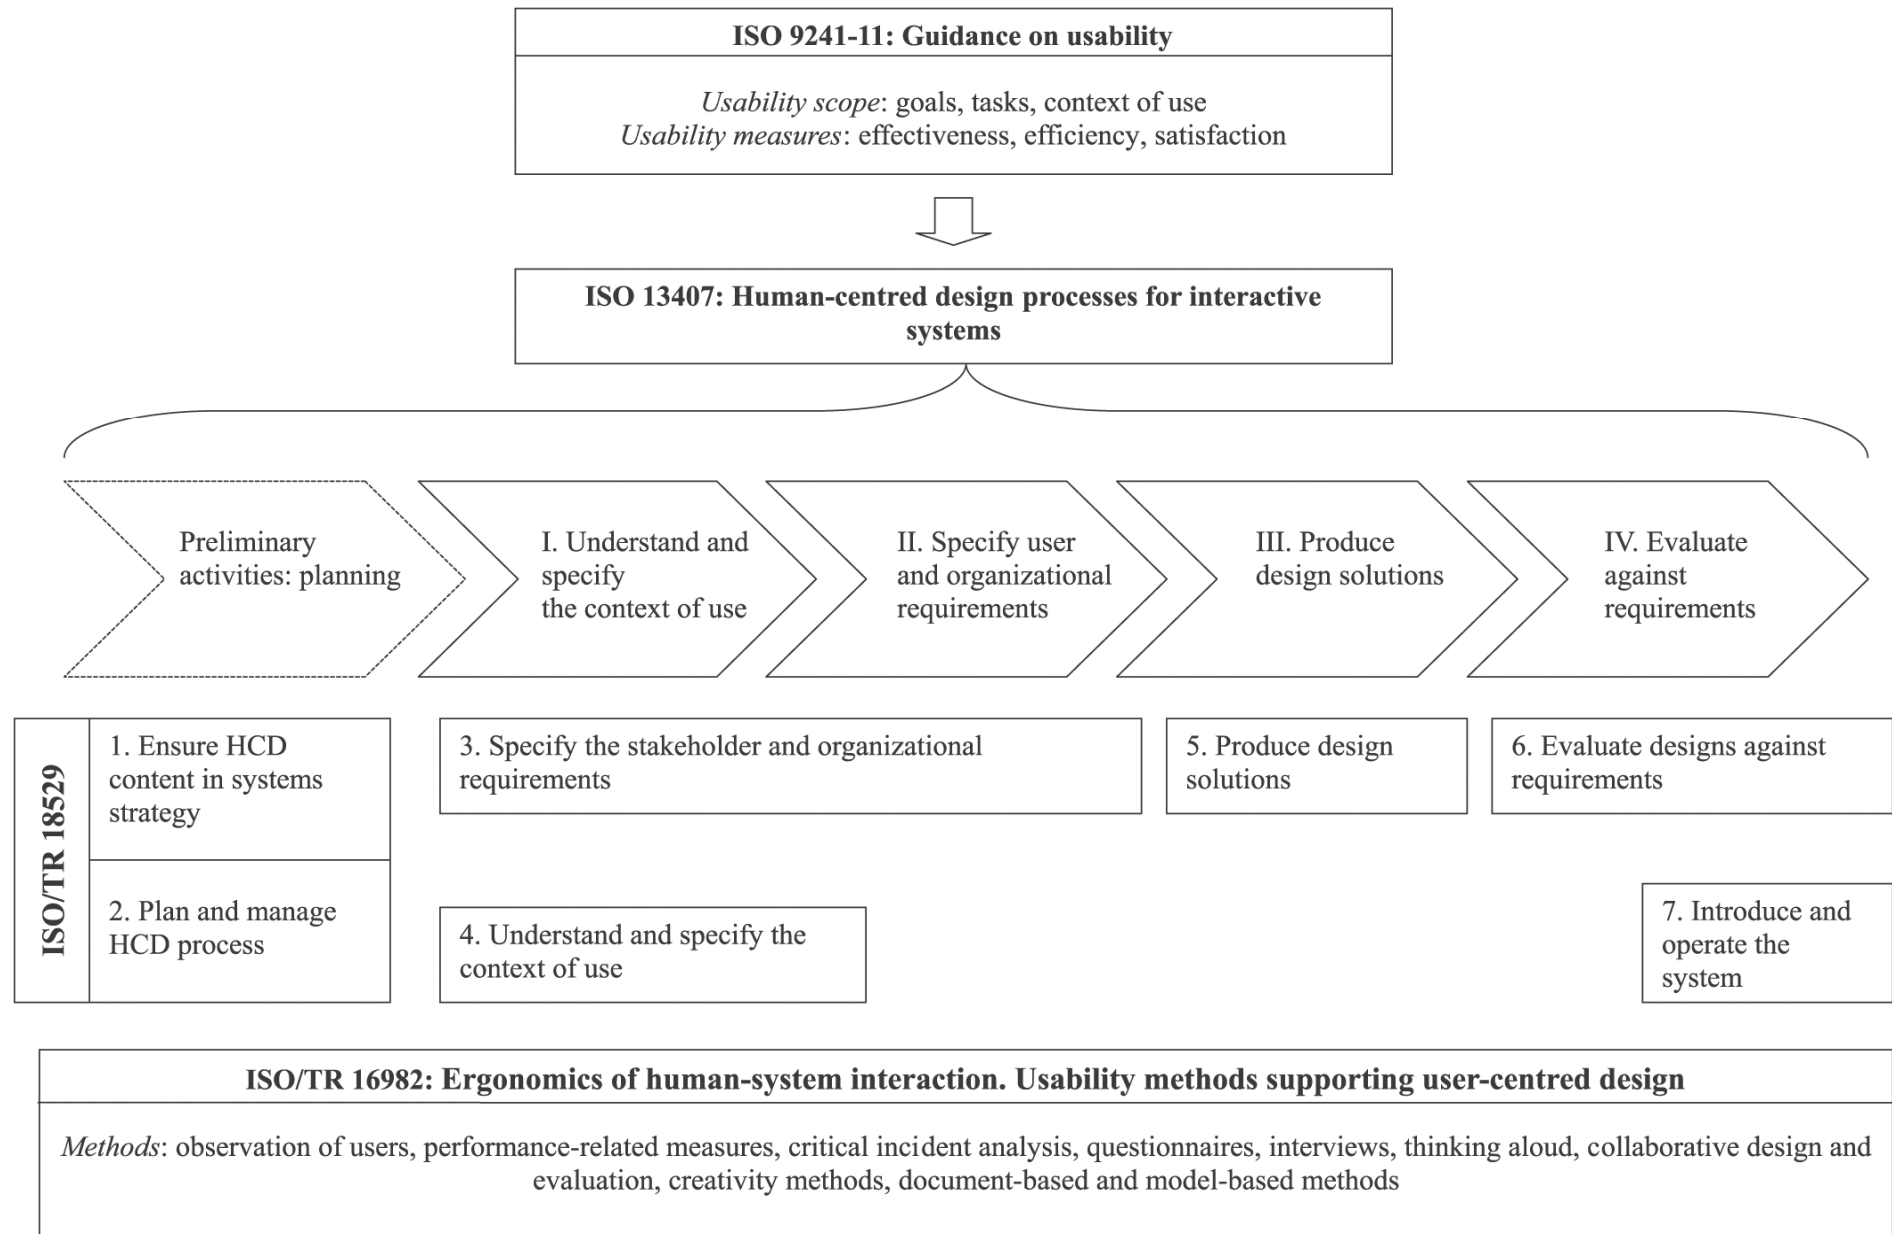 ISO 9241-11: Guidance on usability
Usability scope: goals, tasks, context of use
Usability measures: effectiveness, efficiency, satisfaction
ISO 13407: Human-centred design processes for interactive
systems
Preliminary
activities: planning
I. Understand and
specify
the context of use
II. Specify user
and organizational
requirements
III. Produce
design solutions
IV. Evaluate
against
requirements
ISO/TR 18529
1. Ensure HCD
content in systems
strategy
2. Plan and manage
HCD process
3. Specify the stakeholder and organizational
requirements
4. Understand and specify the
context of use
5. Produce design
solutions
6. Evaluate designs against
requirements
7. Introduce and
operate the
system
ISO/TR 16982: Ergonomics of human-system interaction. Usability methods supporting user-centred design
Methods: observation of users, performance-related measures, critical incident analysis, questionnaires, interviews, thinking aloud, collaborative design and
evaluation, creativity methods, document-based and model-based methods